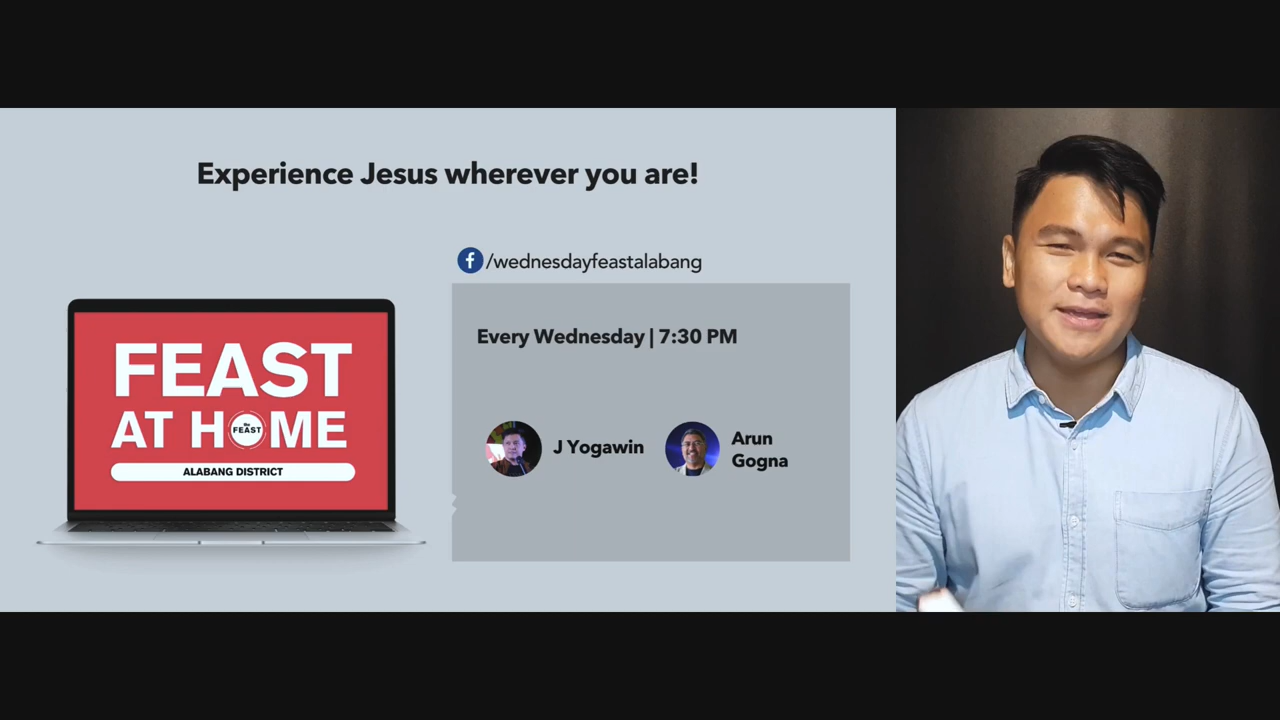 Experience Jesus wherever you are!
f /wednesdayfeastalabang
Every Wednesday | 7:30 PM
J Yogawin
Arun
Gogna
FEAST
AT HOME
the
FEAST
ALABANG DISTRICT